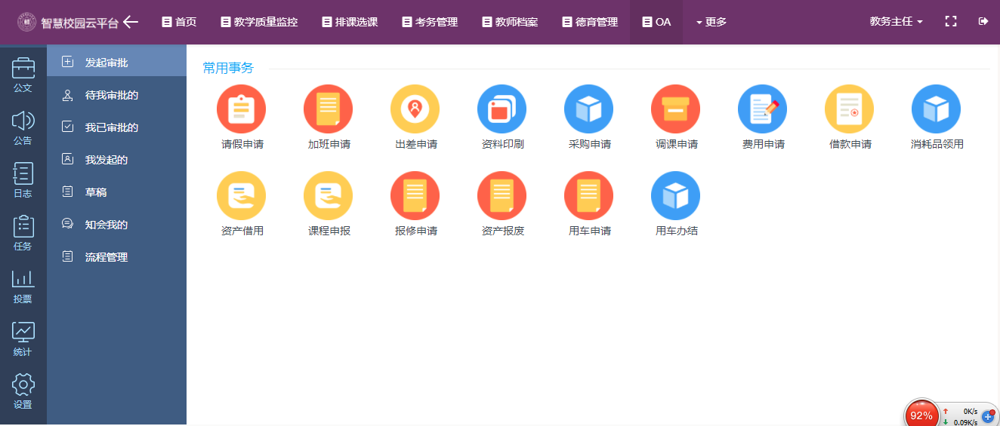 智慧校园云平台
首页
教学质量监控
排课选课
考务管理
教师档案
德育管理
OA
更多
教务主任
公文
公告
日志
任务
投票
统计
设置
发起审批
待我审批的
我已审批的
我发起的
草稿
知会我的
流程管理
常用事务
请假申请
加班申请
出差申请
资料印刷
采购申请
调课申请
费用申请
借款申请
消耗品领用
资产借用
课程申报
报修申请
资产报废
用车申请
用车办结
92%
0K/s
0.09K/s